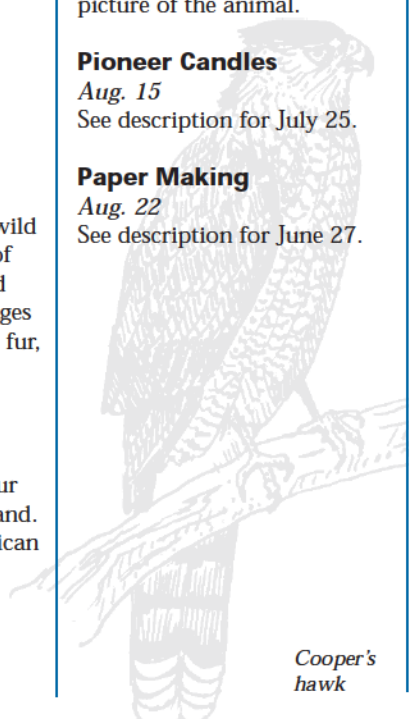 wild
of
ges
fur,
ur
and.
ican
picture of the animal.
Pioneer Candles
Aug. 15
See description for July 25.
Paper Making
Aug. 22
See description for June 27.
Cooper's
hawk